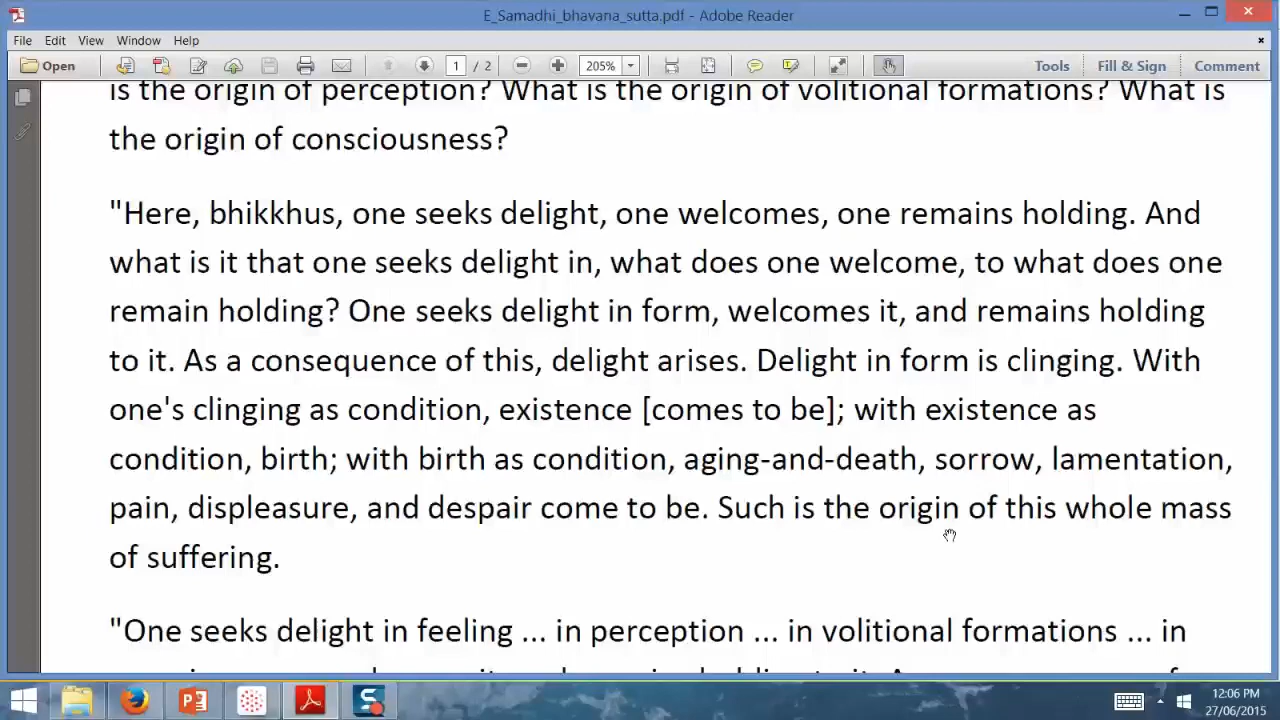 E_Samadhi_bhavana_sutta.pdf - Adobe Reader
File Edit View Window Help
Open 1 / 2 205% Tools Fill & Sign Comment
is the origin of perception? What is the origin of volitional formations? What is
the origin of consciousness?
"Here, bhikkhus, one seeks delight, one welcomes, one remains holding. And
what is it that one seeks delight in, what does one welcome, to what does one
remain holding? One seeks delight in form, welcomes it, and remains holding
to it. As a consequence of this, delight arises. Delight in form is clinging. With
one's clinging as condition, existence [comes to be]; with existence as
condition, birth; with birth as condition, aging-and-death, sorrow, lamentation,
pain, displeasure, and despair come to be. Such is the origin of this whole mass
of suffering.
"One seeks delight in feeling ... in perception ... in volitional formations ... in
12:06 PM
27/06/2015